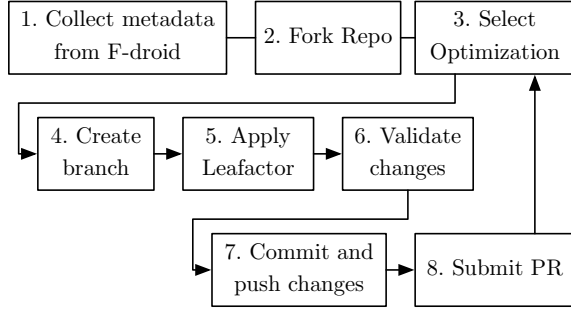 1. Collect metadata
from F-droid
2. Fork Repo
3. Select
Optimization
4. Create
branch
5. Apply
Leafactor
6. Validate
changes
7. Commit and
push changes
8. Submit PR